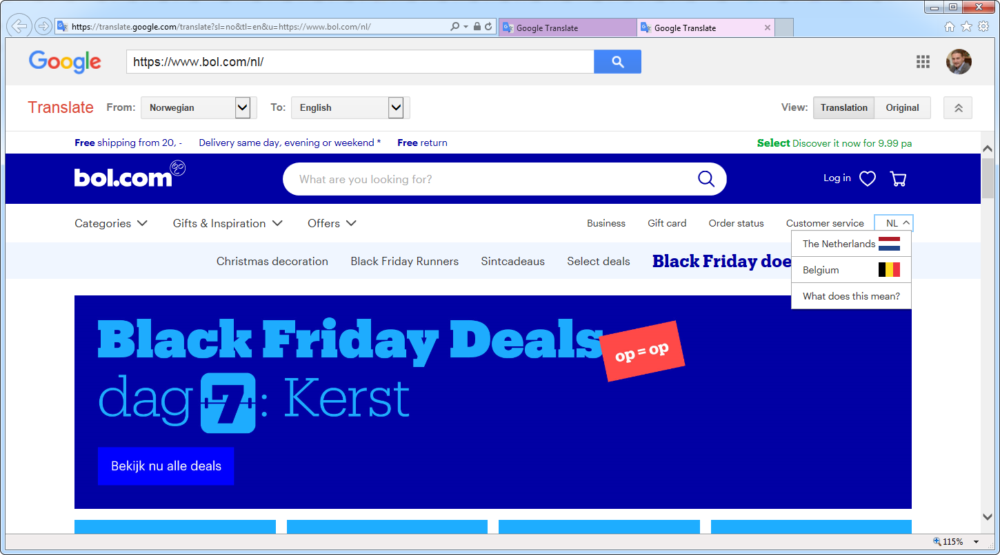 https://translate.google.com/translate?sl=no&tl=en&u=https://www.bol.com/nl/
Google Translate
Google Translate
Google
https://www.bol.com/nl/
Translate From: Norwegian To: English View: Translation Original
Free shipping from 20, - Delivery same day, evening or weekend * Free return Select Discover it now for 9.99 pa
bol.com What are you looking for? Log in
Categories Gifts & Inspiration Offers Business Gift card Order status Customer service NL
The Netherlands
Belgium
What does this mean?
Christmas decoration Black Friday Runners Sintcadeaus Select deals Black Friday doe
Black Friday Deals
op = op
dag 7: Kerst
Bekijk nu alle deals
115%